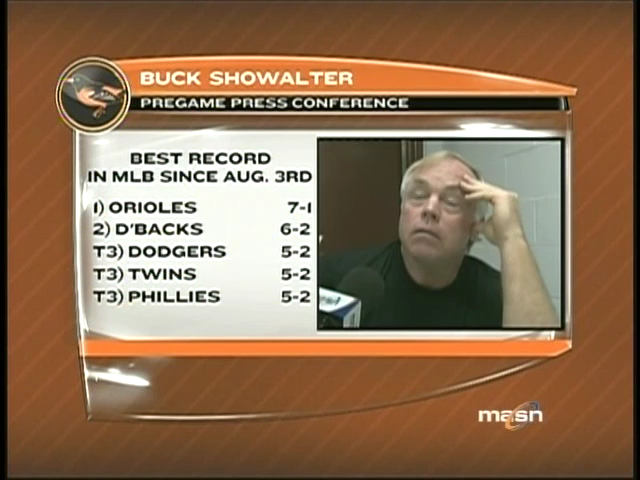 BUCK SHOWALTER
PREGAME PRESS CONFERENCE
BEST RECORD
IN MLB SINCE AUG. 3RD
1) ORIOLES 7-1
2) D'BACKS 6-2
T3) DODGERS 5-2
T3) TWINS 5-2
T3) PHILLIES 5-2
masn